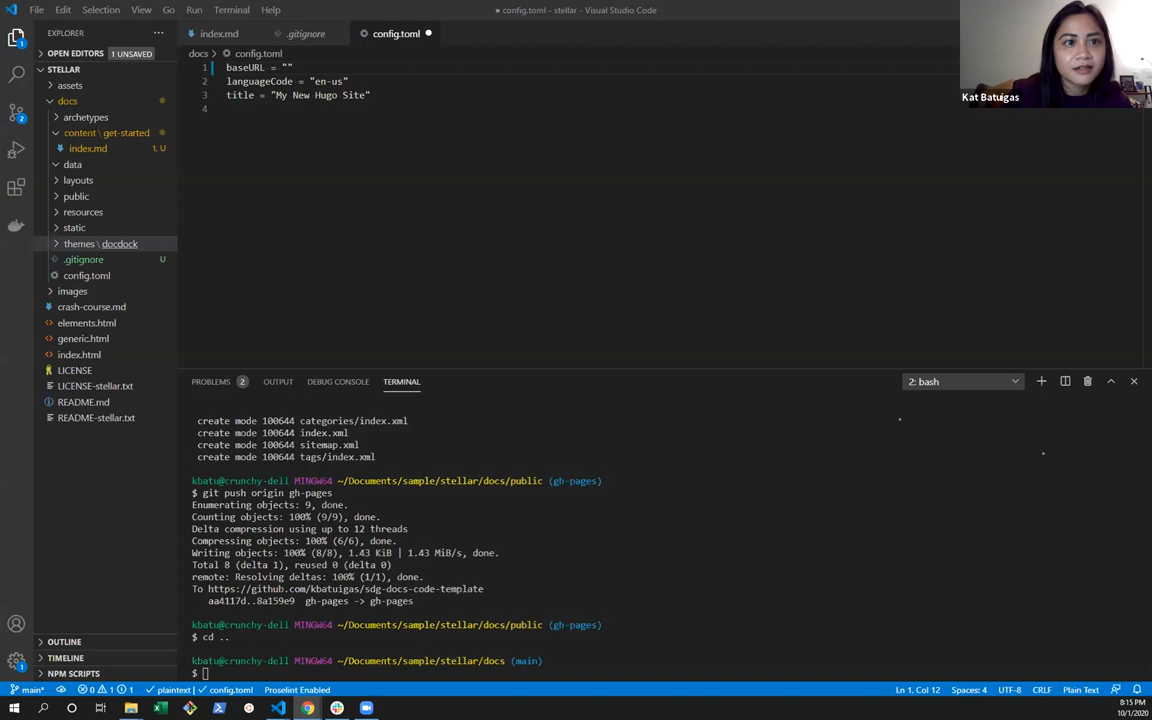 File Edit Selection View Go Run Terminal Help
● config.toml - stellar - Visual Studio Code
EXPLORER
index.md
.gitignore
config.toml
OPEN EDITORS 1 UNSAVED
docs > config.toml
STELLAR
assets
docs
archetypes
content \ get-started
index.md 1, U
data
layouts
public
resources
static
themes \ docdock
.gitignore U
config.toml
images
crash-course.md
elements.html
generic.html
index.html
LICENSE
LICENSE-stellar.txt
README.md
README-stellar.txt
OUTLINE
TIMELINE
NPM SCRIPTS
1 baseURL = ""
2 languageCode = "en-us"
3 title = "My New Hugo Site"
4
Kat Batuigas
PROBLEMS 2 OUTPUT DEBUG CONSOLE TERMINAL
2: bash
create mode 100644 categories/index.xml
create mode 100644 index.xml
create mode 100644 sitemap.xml
create mode 100644 tags/index.xml
kbatu@crunchy-dell MINGW64 ~/Documents/sample/stellar/docs/public (gh-pages)
$ git push origin gh-pages
Enumerating objects: 9, done.
Counting objects: 100% (9/9), done.
Delta compression using up to 12 threads
Compressing objects: 100% (6/6), done.
Writing objects: 100% (8/8), 1.43 KiB | 1.43 MiB/s, done.
Total 8 (delta 1), reused 0 (delta 0)
remote: Resolving deltas: 100% (1/1), done.
To https://github.com/kbatuigas/sdg-docs-code-template
aa4117d..8a159e9 gh-pages -> gh-pages
kbatu@crunchy-dell MINGW64 ~/Documents/sample/stellar/docs/public (gh-pages)
$ cd ..
kbatu@crunchy-dell MINGW64 ~/Documents/sample/stellar/docs (main)
$
main* 0 1 1 plaintext | config.toml Proselint Enabled
Ln 1, Col 12 Spaces: 4 UTF-8 CRLF Plain Text
8:15 PM
10/1/2020